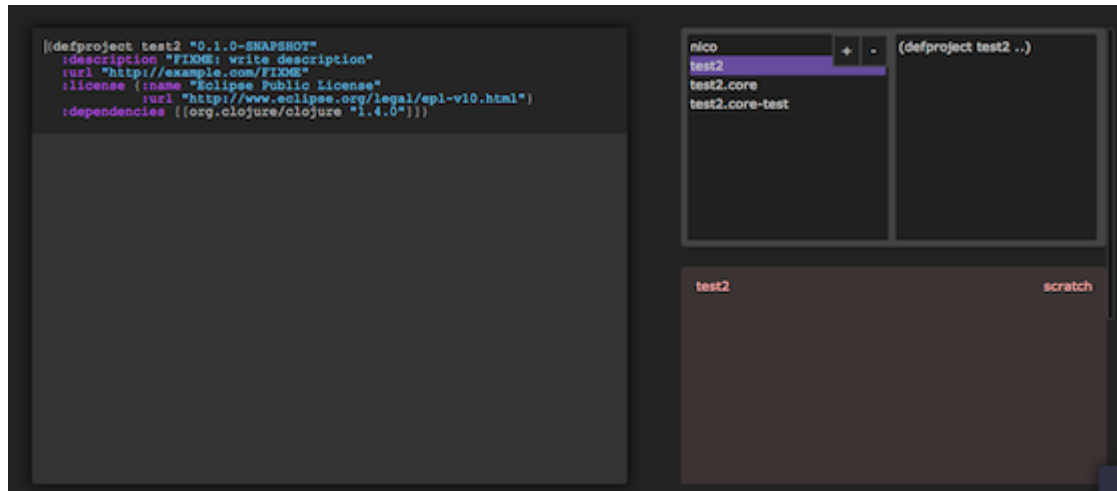 (defproject test2 "0.1.0-SNAPSHOT"
:description "FIXME: write description"
:url "http://example.com/FIXME"
:license {:name "Eclipse Public License"
:url "http://www.eclipse.org/legal/epl-v10.html"}
:dependencies [[org.clojure/clojure "1.4.0"]])
nico
+ -
test2
test2.core
test2.core-test
(defproject test2 ..)
test2 scratch